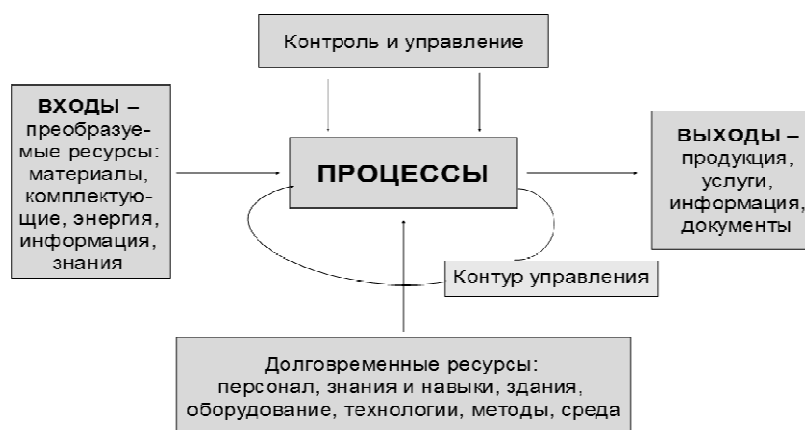 Контроль и управление
ВХОДЫ –
преобразуе-
мые ресурсы:
материалы,
комплектую-
щие, энергия,
информация,
знания
ПРОЦЕССЫ
ВЫХОДЫ –
продукция,
услуги,
информация,
документы
Контур управления
Долговременные ресурсы:
персонал, знания и навыки, здания,
оборудование, технологии, методы, среда